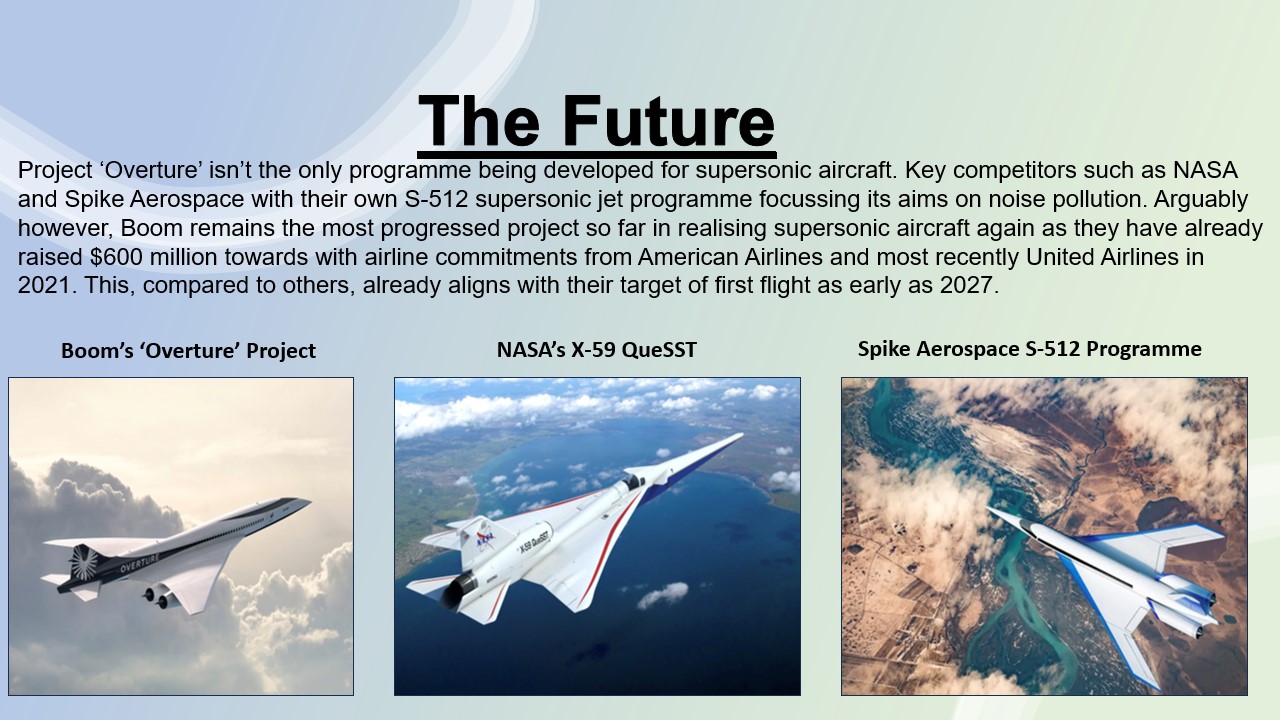 The Future
Project ‘Overture’ isn’t the only programme being developed for supersonic aircraft. Key competitors such as NASA
and Spike Aerospace with their own S-512 supersonic jet programme focussing its aims on noise pollution. Arguably
however, Boom remains the most progressed project so far in realising supersonic aircraft again as they have already
raised $600 million towards with airline commitments from American Airlines and most recently United Airlines in
2021. This, compared to others, already aligns with their target of first flight as early as 2027.
Boom’s ‘Overture’ Project
NASA’s X-59 QueSST
Spike Aerospace S-512 Programme
OVERTURE
NASA
X-59 QueSST